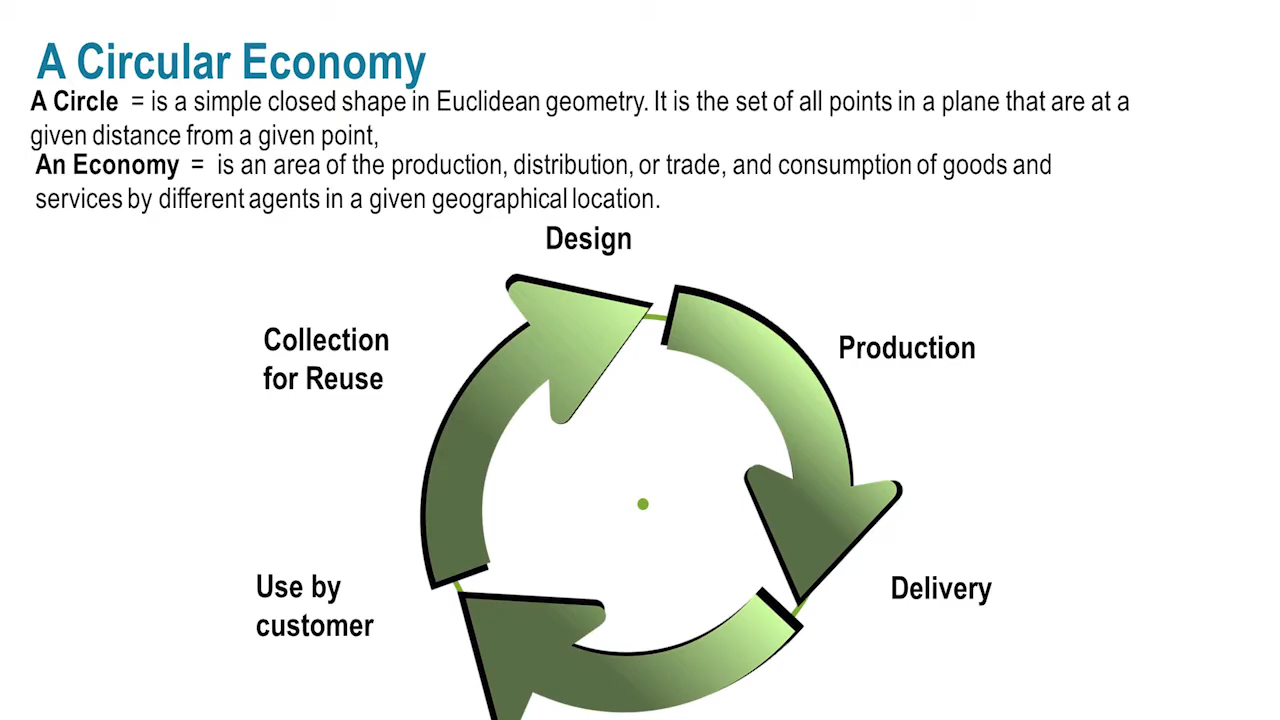 A Circular Economy
A Circle = is a simple closed shape in Euclidean geometry. It is the set of all points in a plane that are at a
given distance from a given point,
An Economy = is an area of the production, distribution, or trade, and consumption of goods and
services by different agents in a given geographical location.
Design
Collection
for Reuse
Production
Use by
customer
Delivery